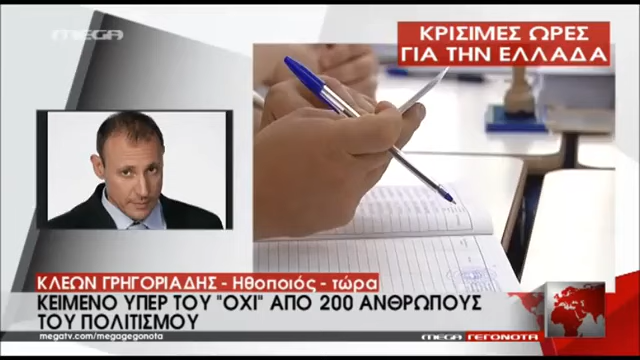 MEGA
ΚΡΙΣΙΜΕΣ ΩΡΕΣ
ΓΙΑ ΤΗΝ ΕΛΛΑΔΑ
ΚΛΕΩΝ ΓΡΗΓΟΡΙΑΔΗΣ - Ηθοποιός - τώρα
ΚΕΙΜΕΝΟ ΥΠΕΡ ΤΟΥ "ΟΧΙ" ΑΠΟ 200 ΑΝΘΡΩΠΟΥΣ
ΤΟΥ ΠΟΛΙΤΙΣΜΟΥ
megatv.com/megagegonota
MEGA ΓΕΓΟΝΟΤΑ